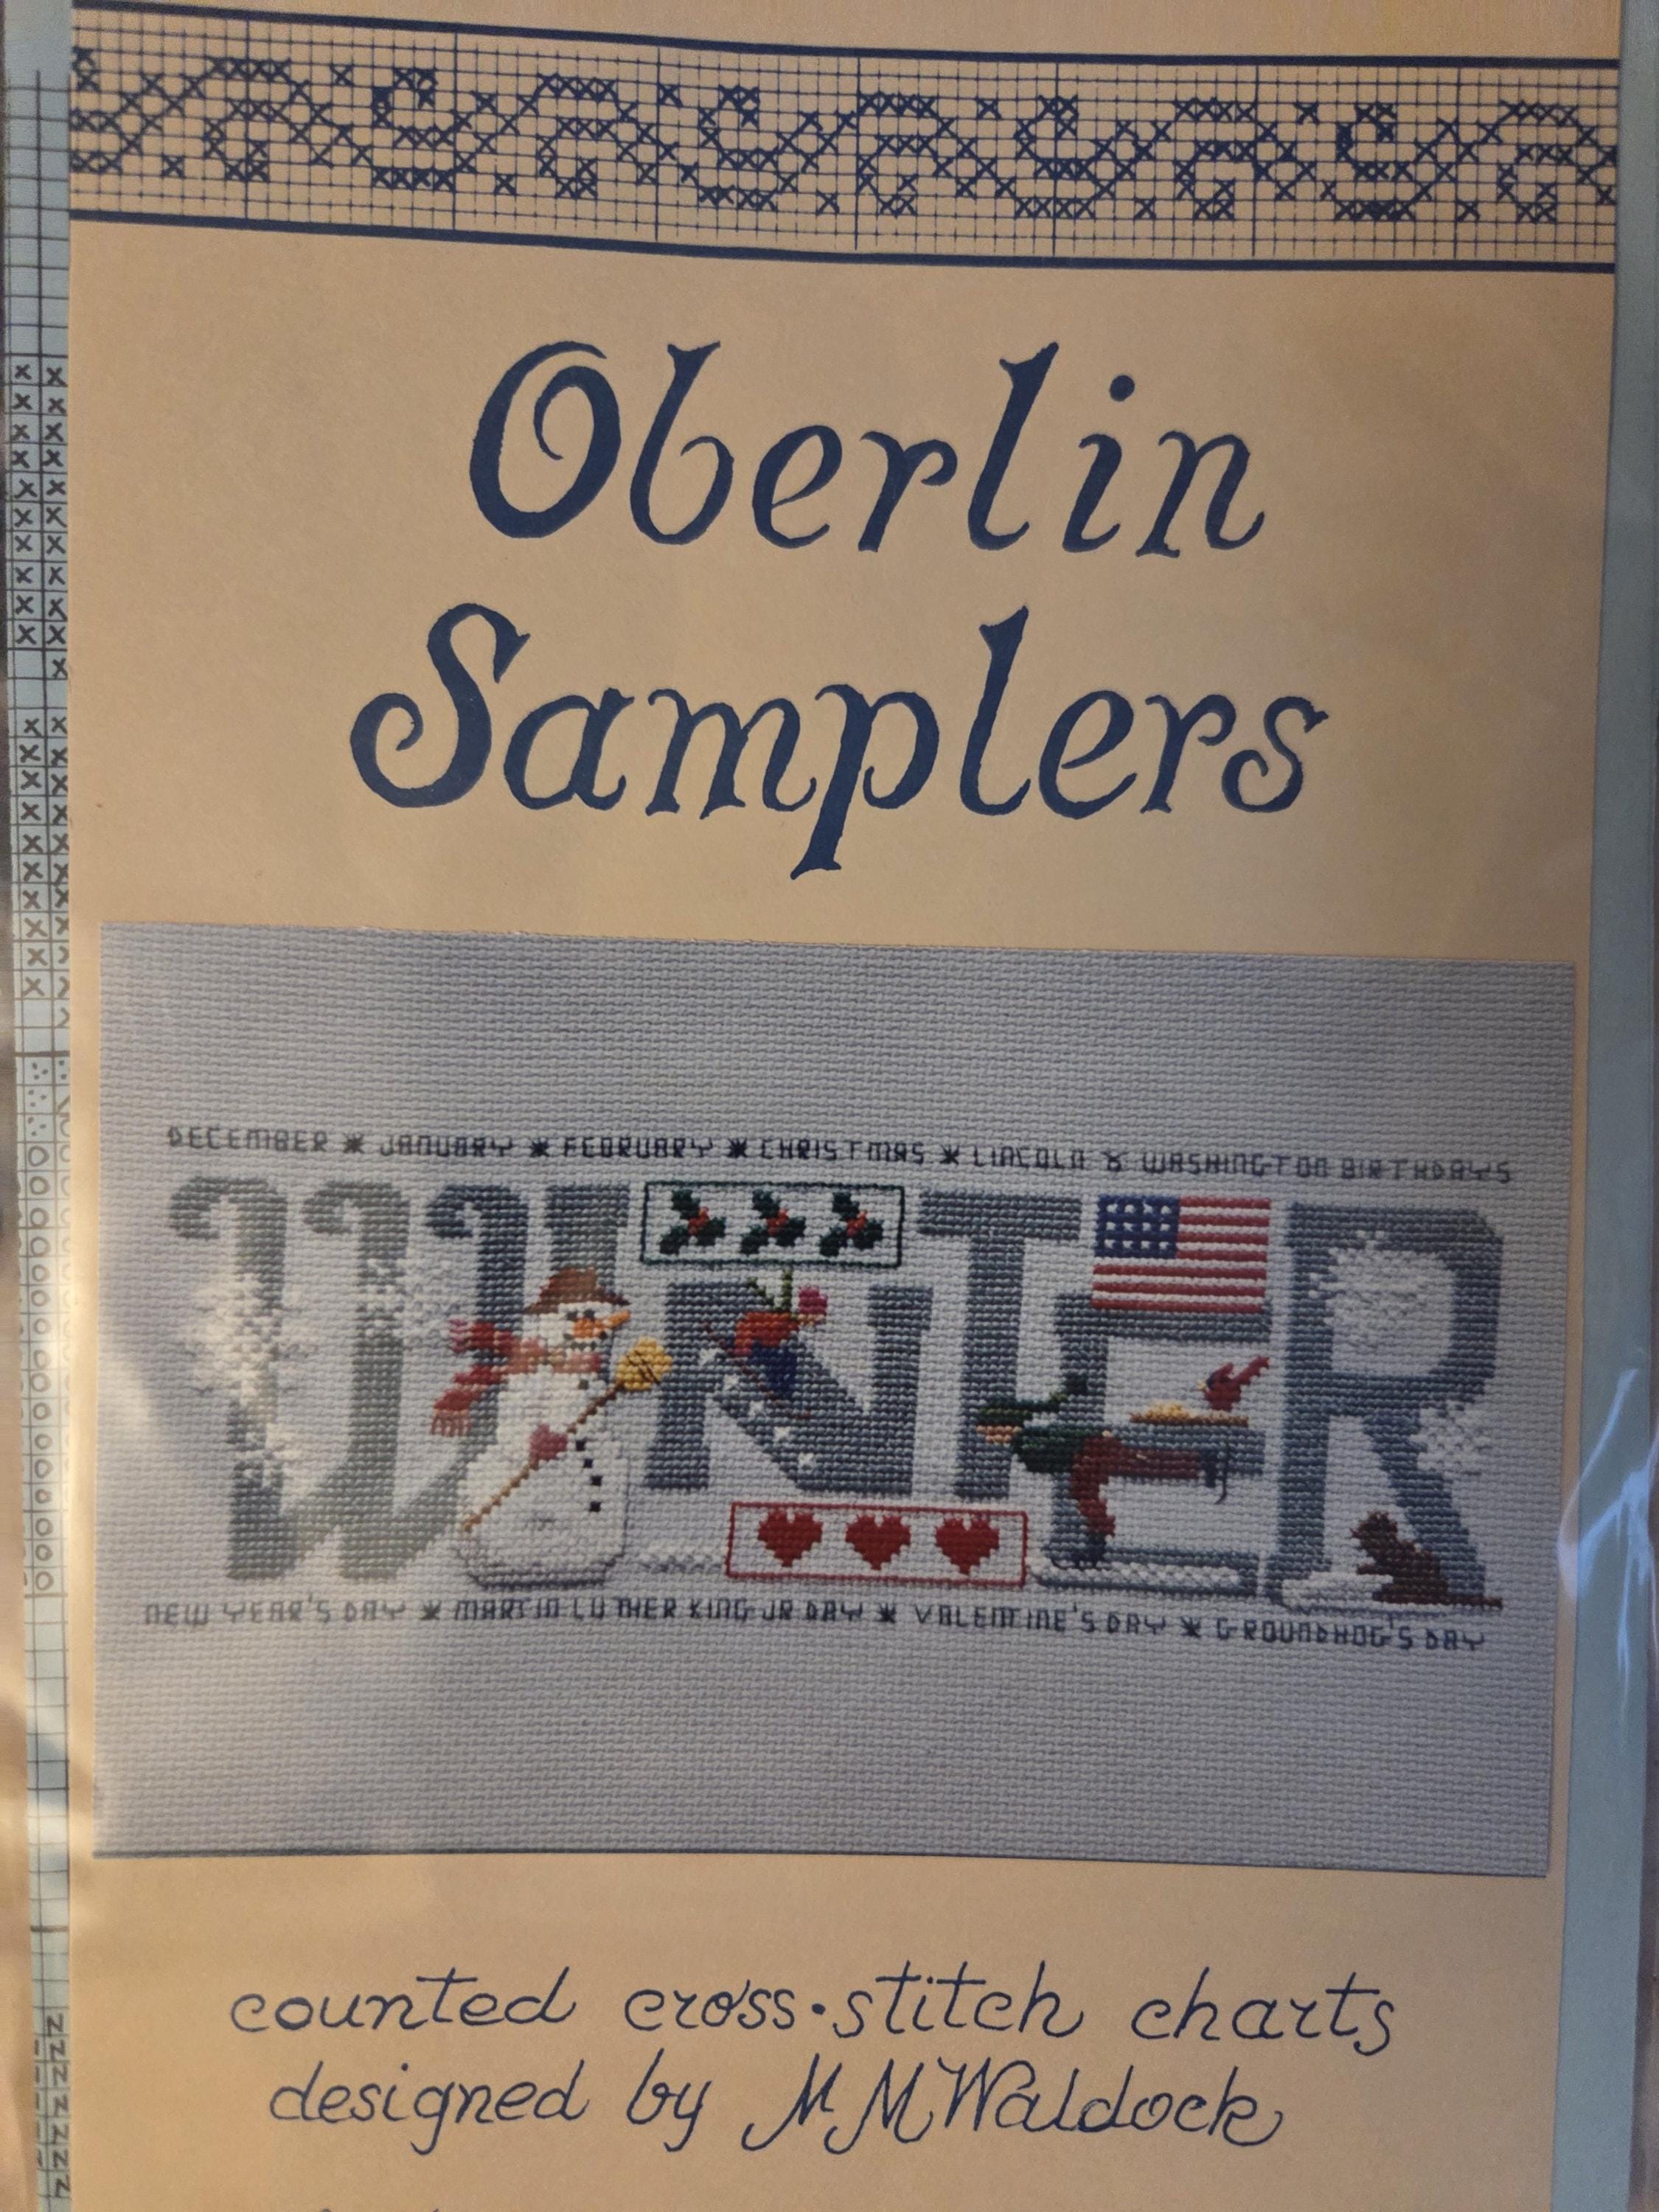 Oberlin
Samplers
DECEMBER * JANUARY * FEBRUARY * CHRISTMAS * LINCOLN & WASHINGTON BIRTHDAYS
WINTER
NEW YEAR'S DAY * MARTIN LUTHER KING JR DAY * VALENTINE'S DAY * GROUNDHOG'S DAY
counted cross-stitch charts
designed by M M Waldock